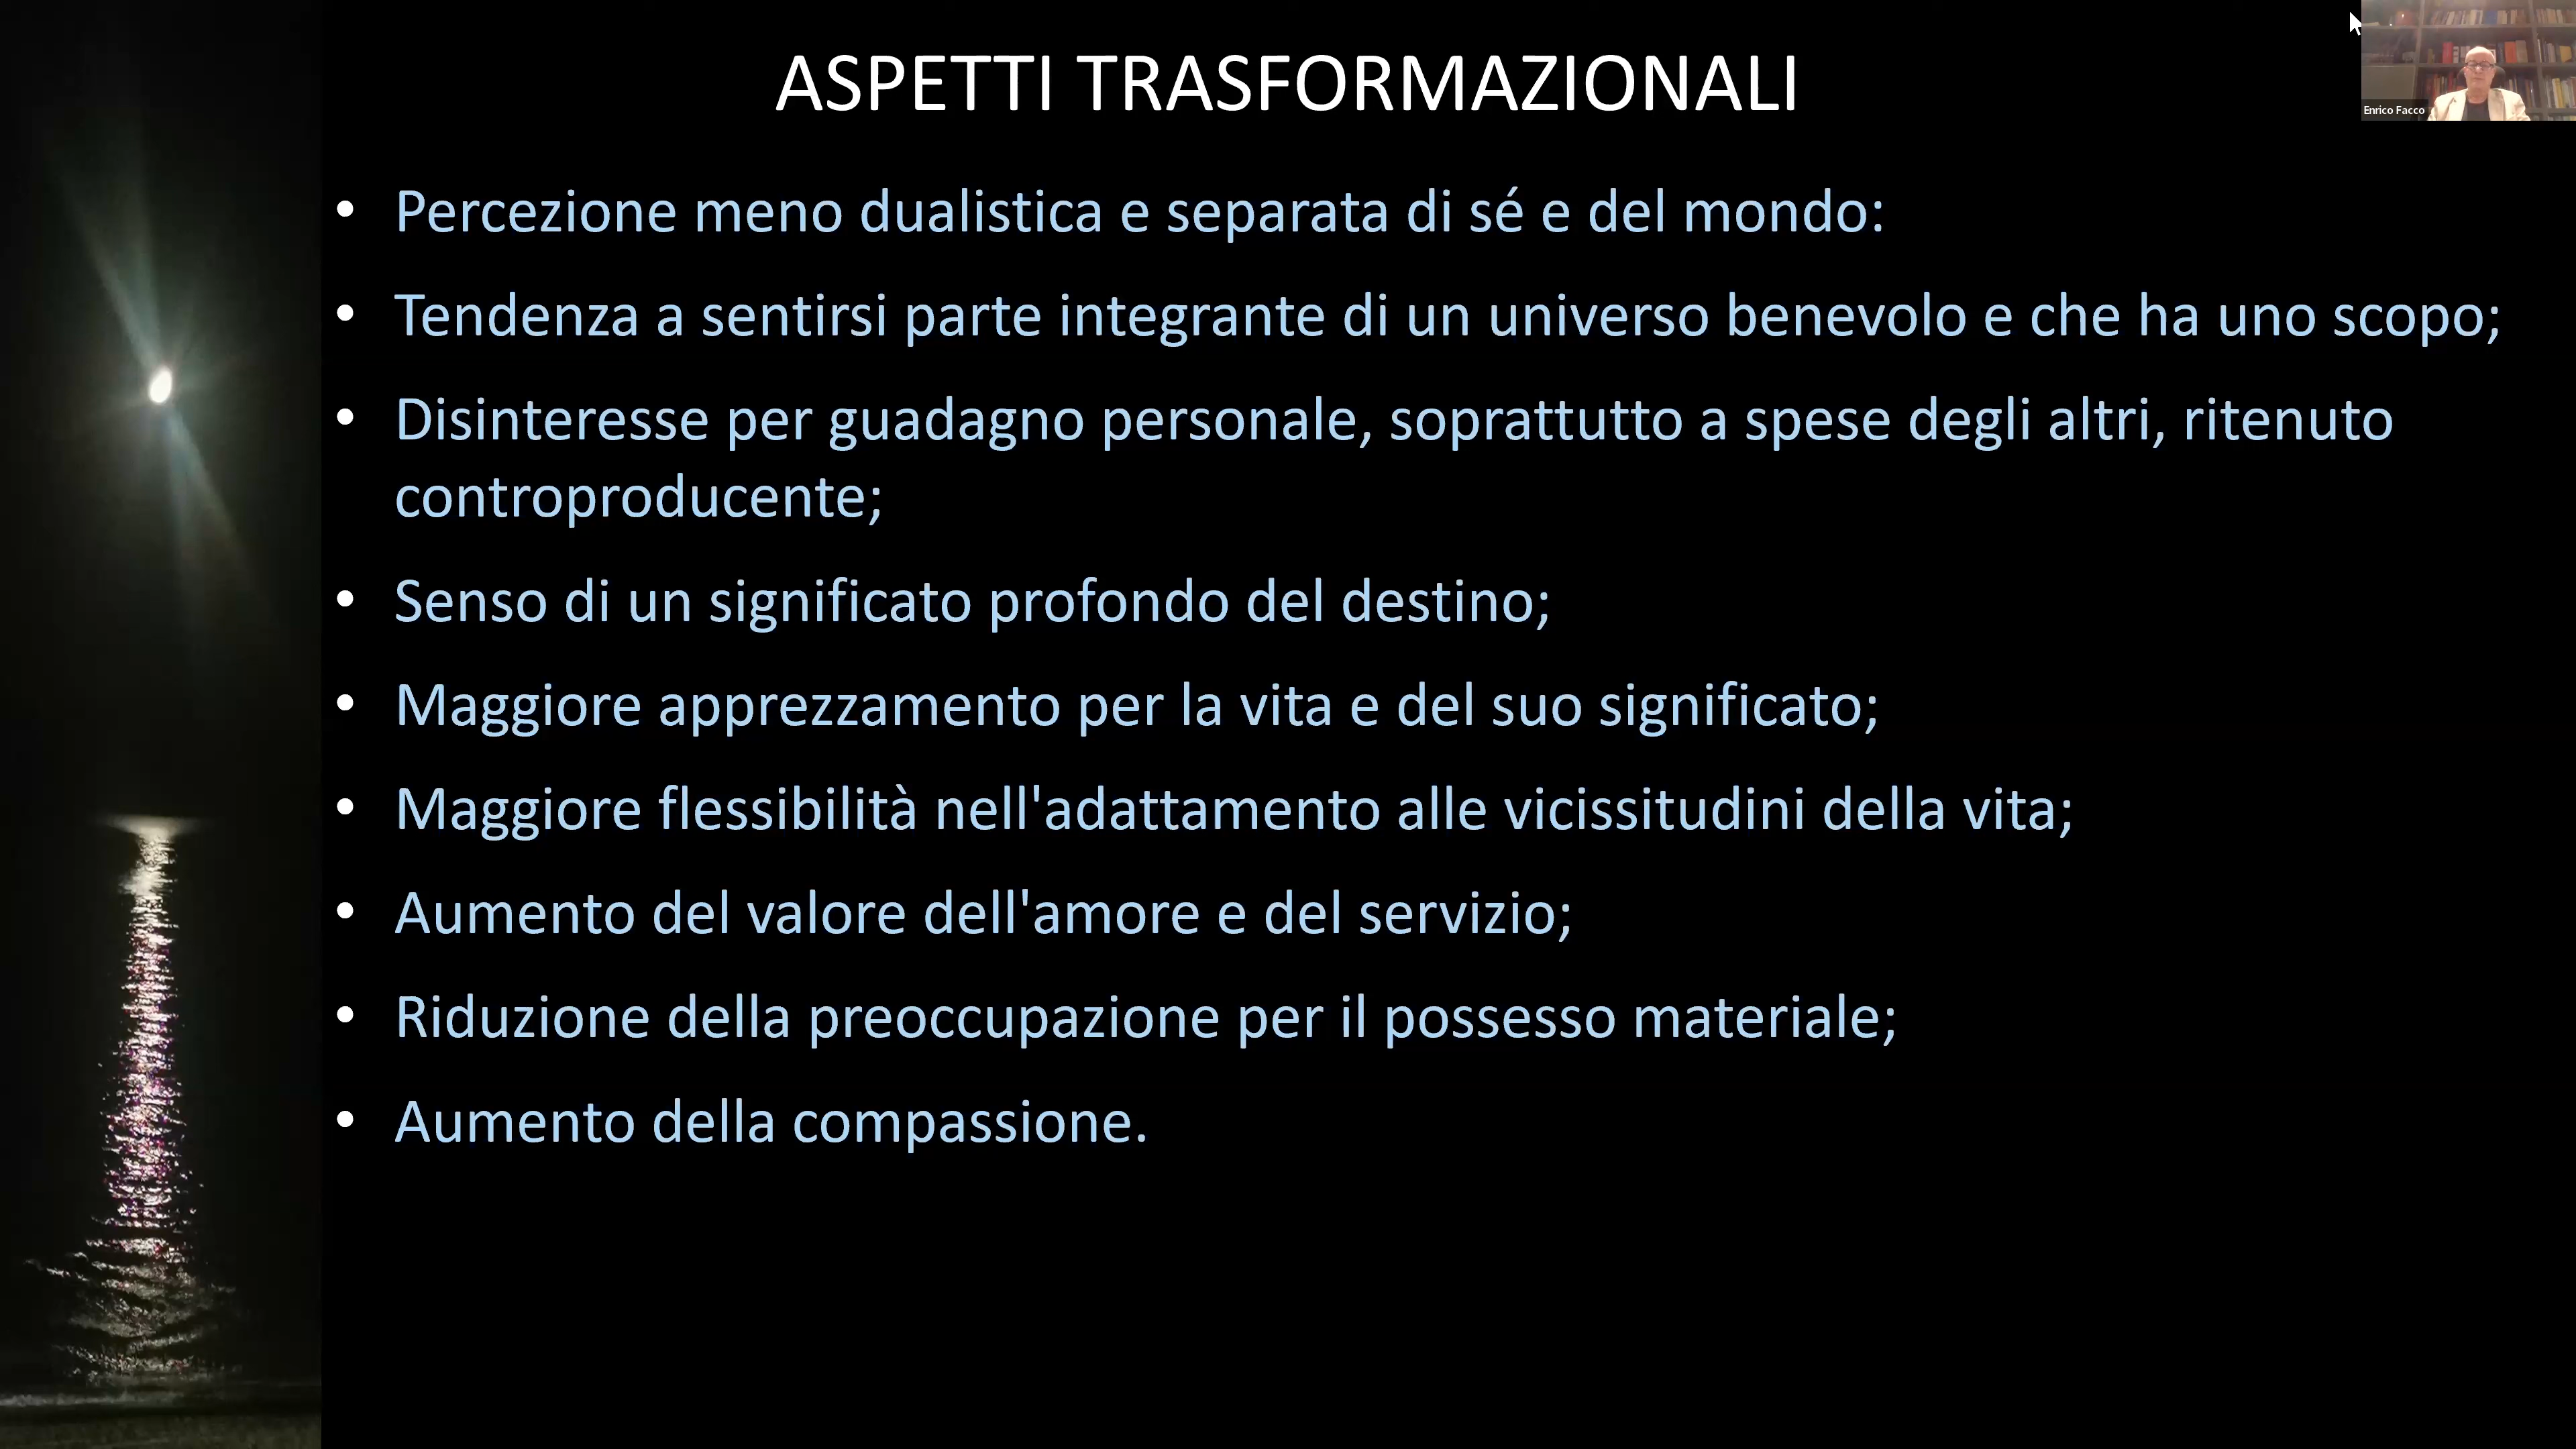 ASPETTI TRASFORMAZIONALI
Enrico Facco
• Percezione meno dualistica e separata di sé e del mondo:
• Tendenza a sentirsi parte integrante di un universo benevolo e che ha uno scopo;
• Disinteresse per guadagno personale, soprattutto a spese degli altri, ritenuto
controproducente;
• Senso di un significato profondo del destino;
• Maggiore apprezzamento per la vita e del suo significato;
• Maggiore flessibilità nell'adattamento alle vicissitudini della vita;
• Aumento del valore dell'amore e del servizio;
• Riduzione della preoccupazione per il possesso materiale;
• Aumento della compassione.